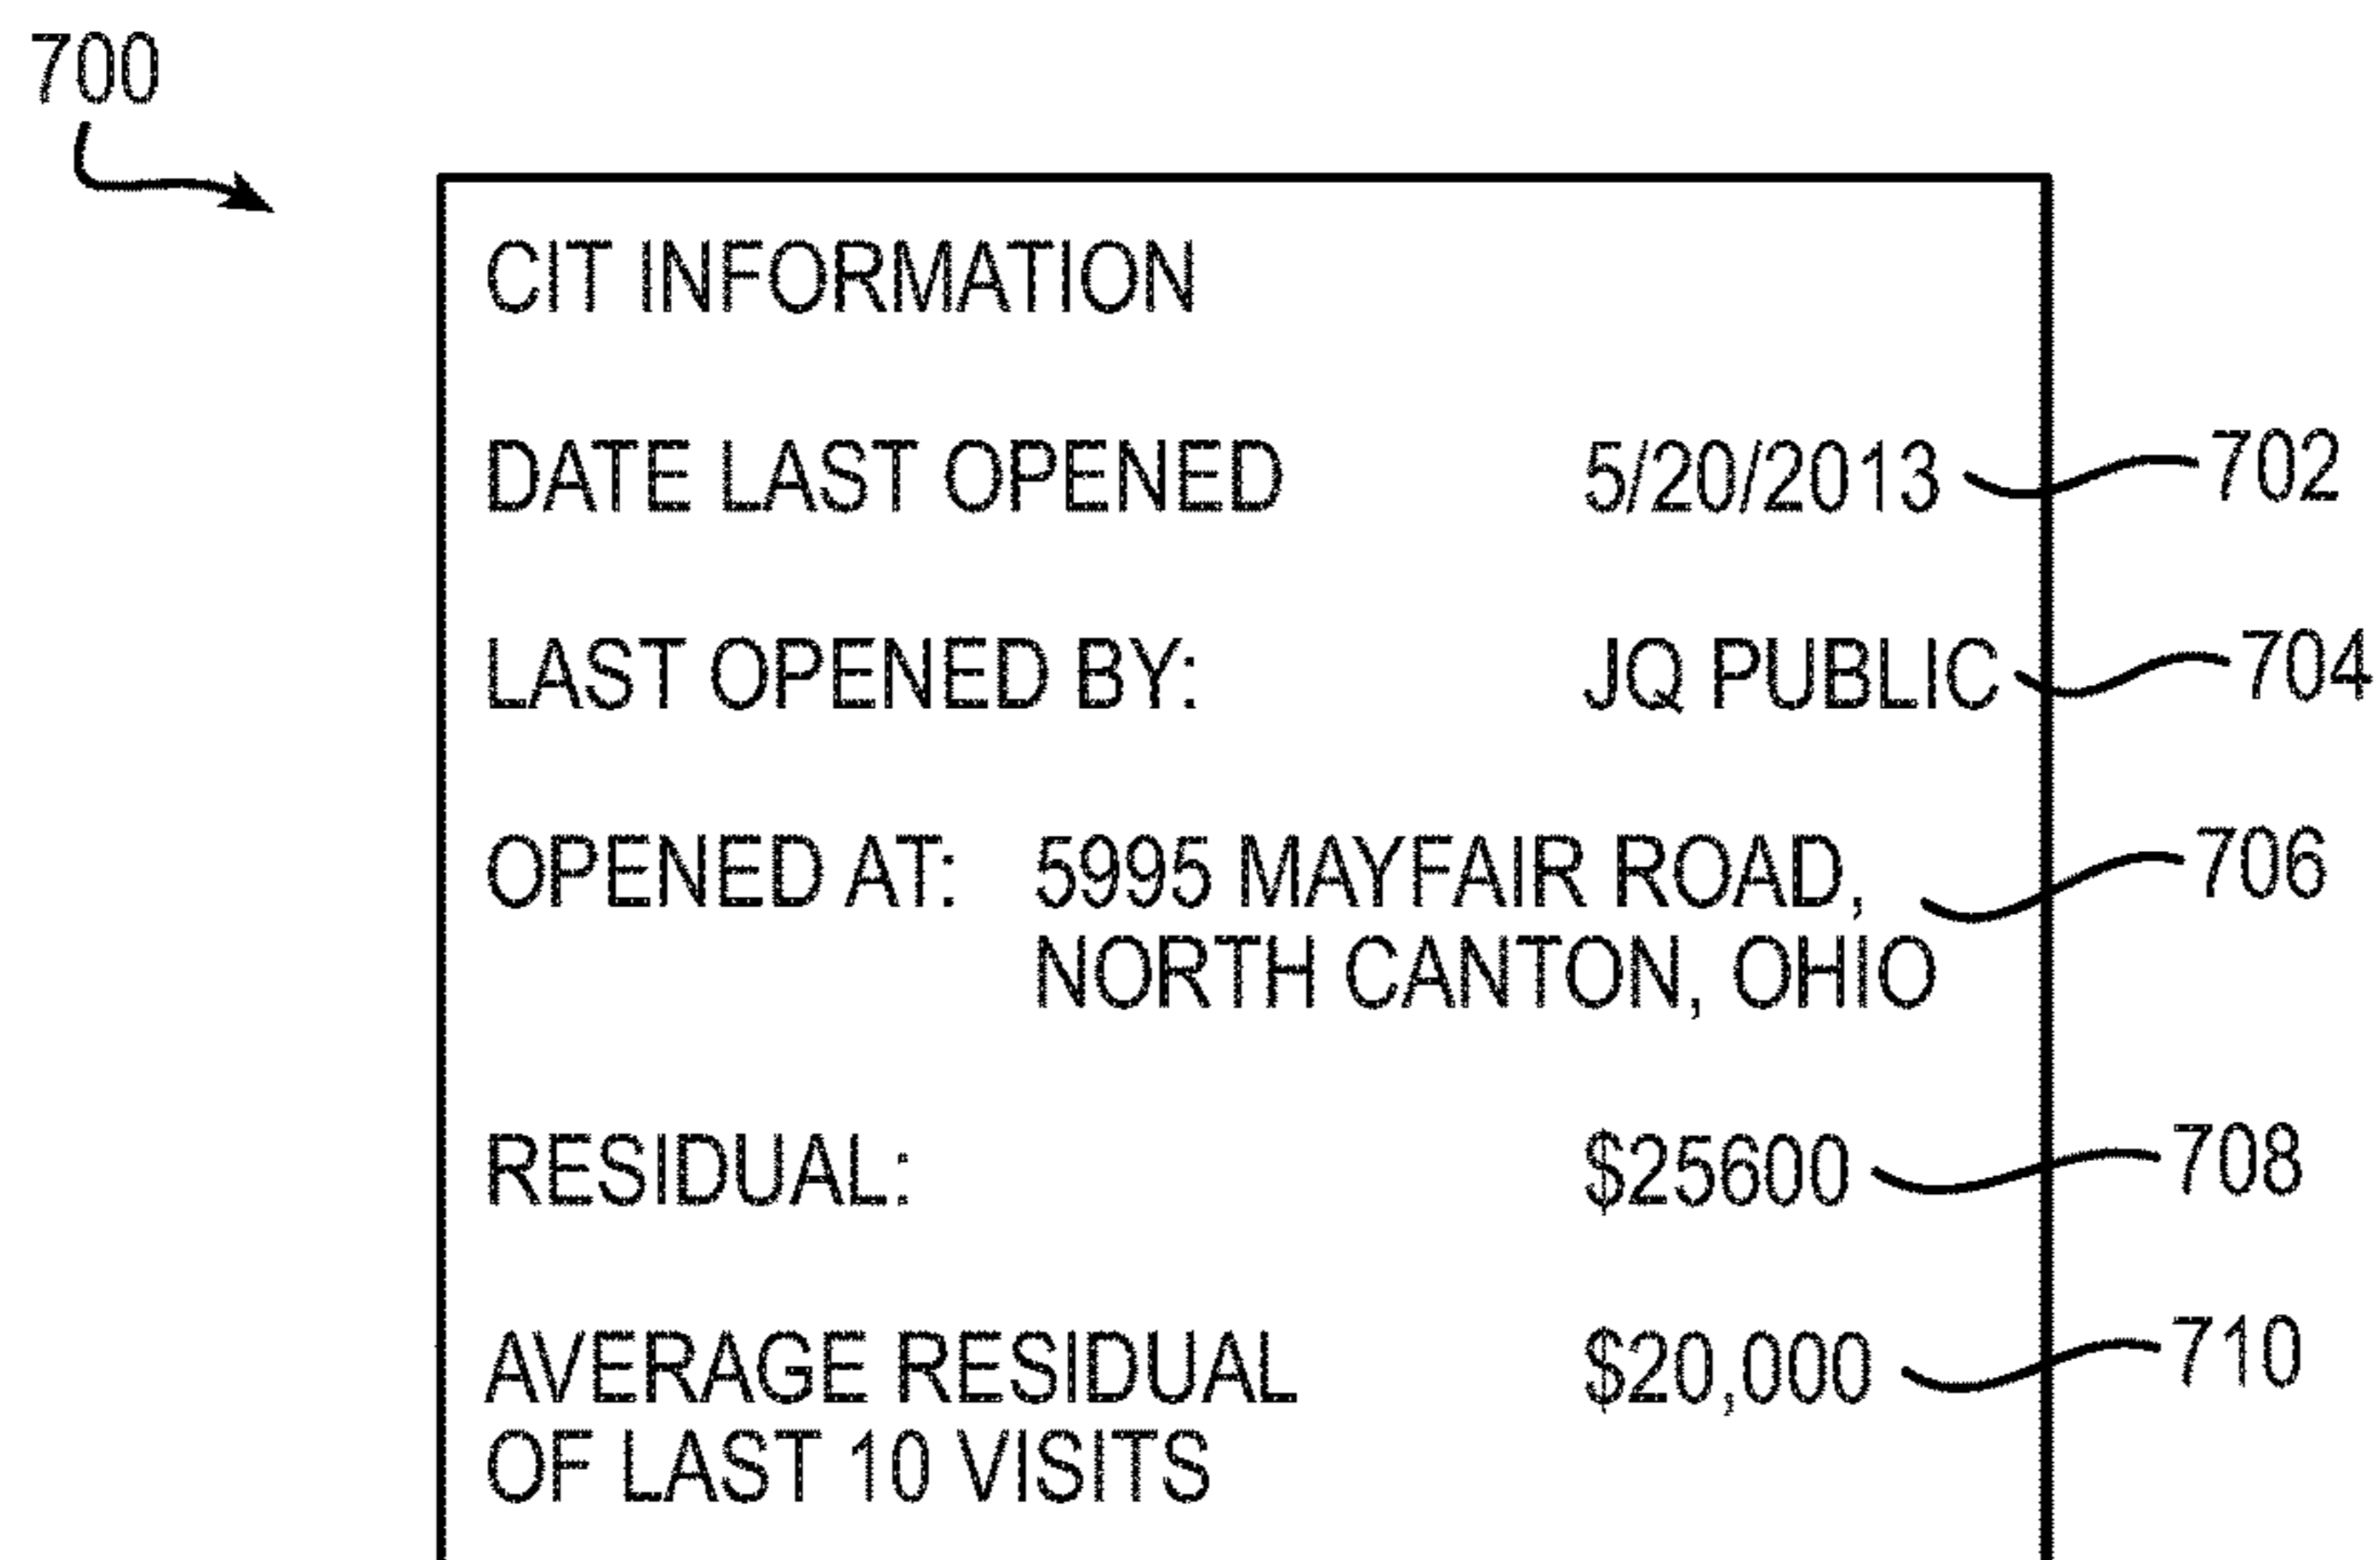 700
CIT INFORMATION
DATE LAST OPENED 5/20/2013 702
LAST OPENED BY: JQ PUBLIC 704
OPENED AT: 5995 MAYFAIR ROAD, 706
NORTH CANTON, OHIO
RESIDUAL: $25600 708
AVERAGE RESIDUAL $20,000 710
OF LAST 10 VISITS